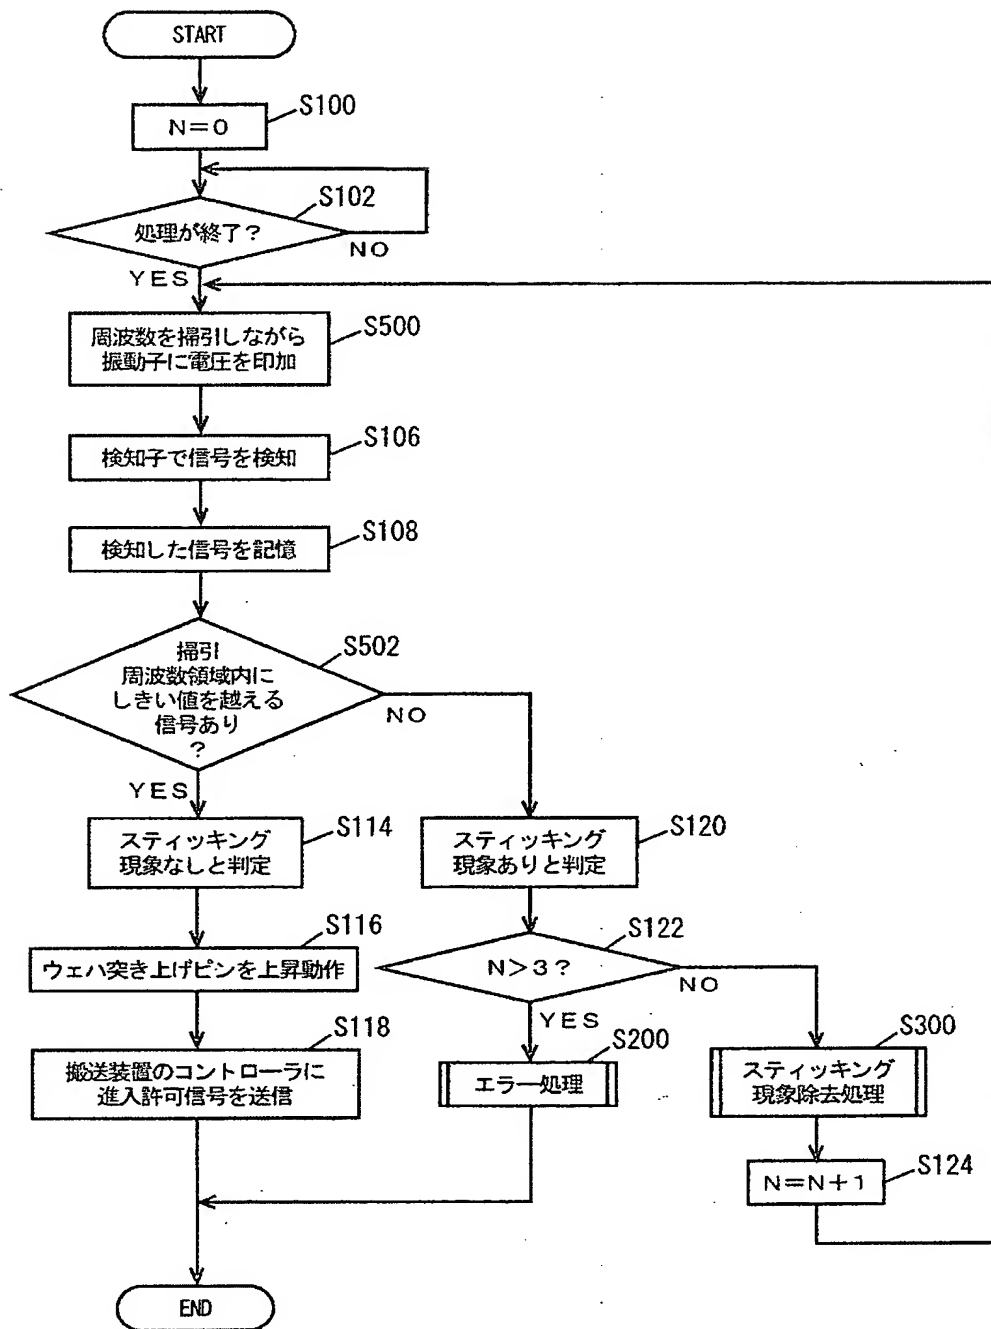 START
S100
N=0
S102
処理が終了?
NO
YES
S500
周波数を掃引しながら
振動子に電圧を印加
S106
検知子で信号を検知
S108
検知した信号を記憶
S502
掃引
周波数領域内に
しきい値を越える
信号あり
?
NO
YES
S114
スティッキング
現象なしと判定
S120
スティッキング
現象ありと判定
S116
ウェハ突き上げピンを上昇動作
S122
N>3?
NO
YES
S118
搬送装置のコントローラに
進入許可信号を送信
S200
エラー処理
S300
スティッキング
現象除去処理
S124
N=N+1
END